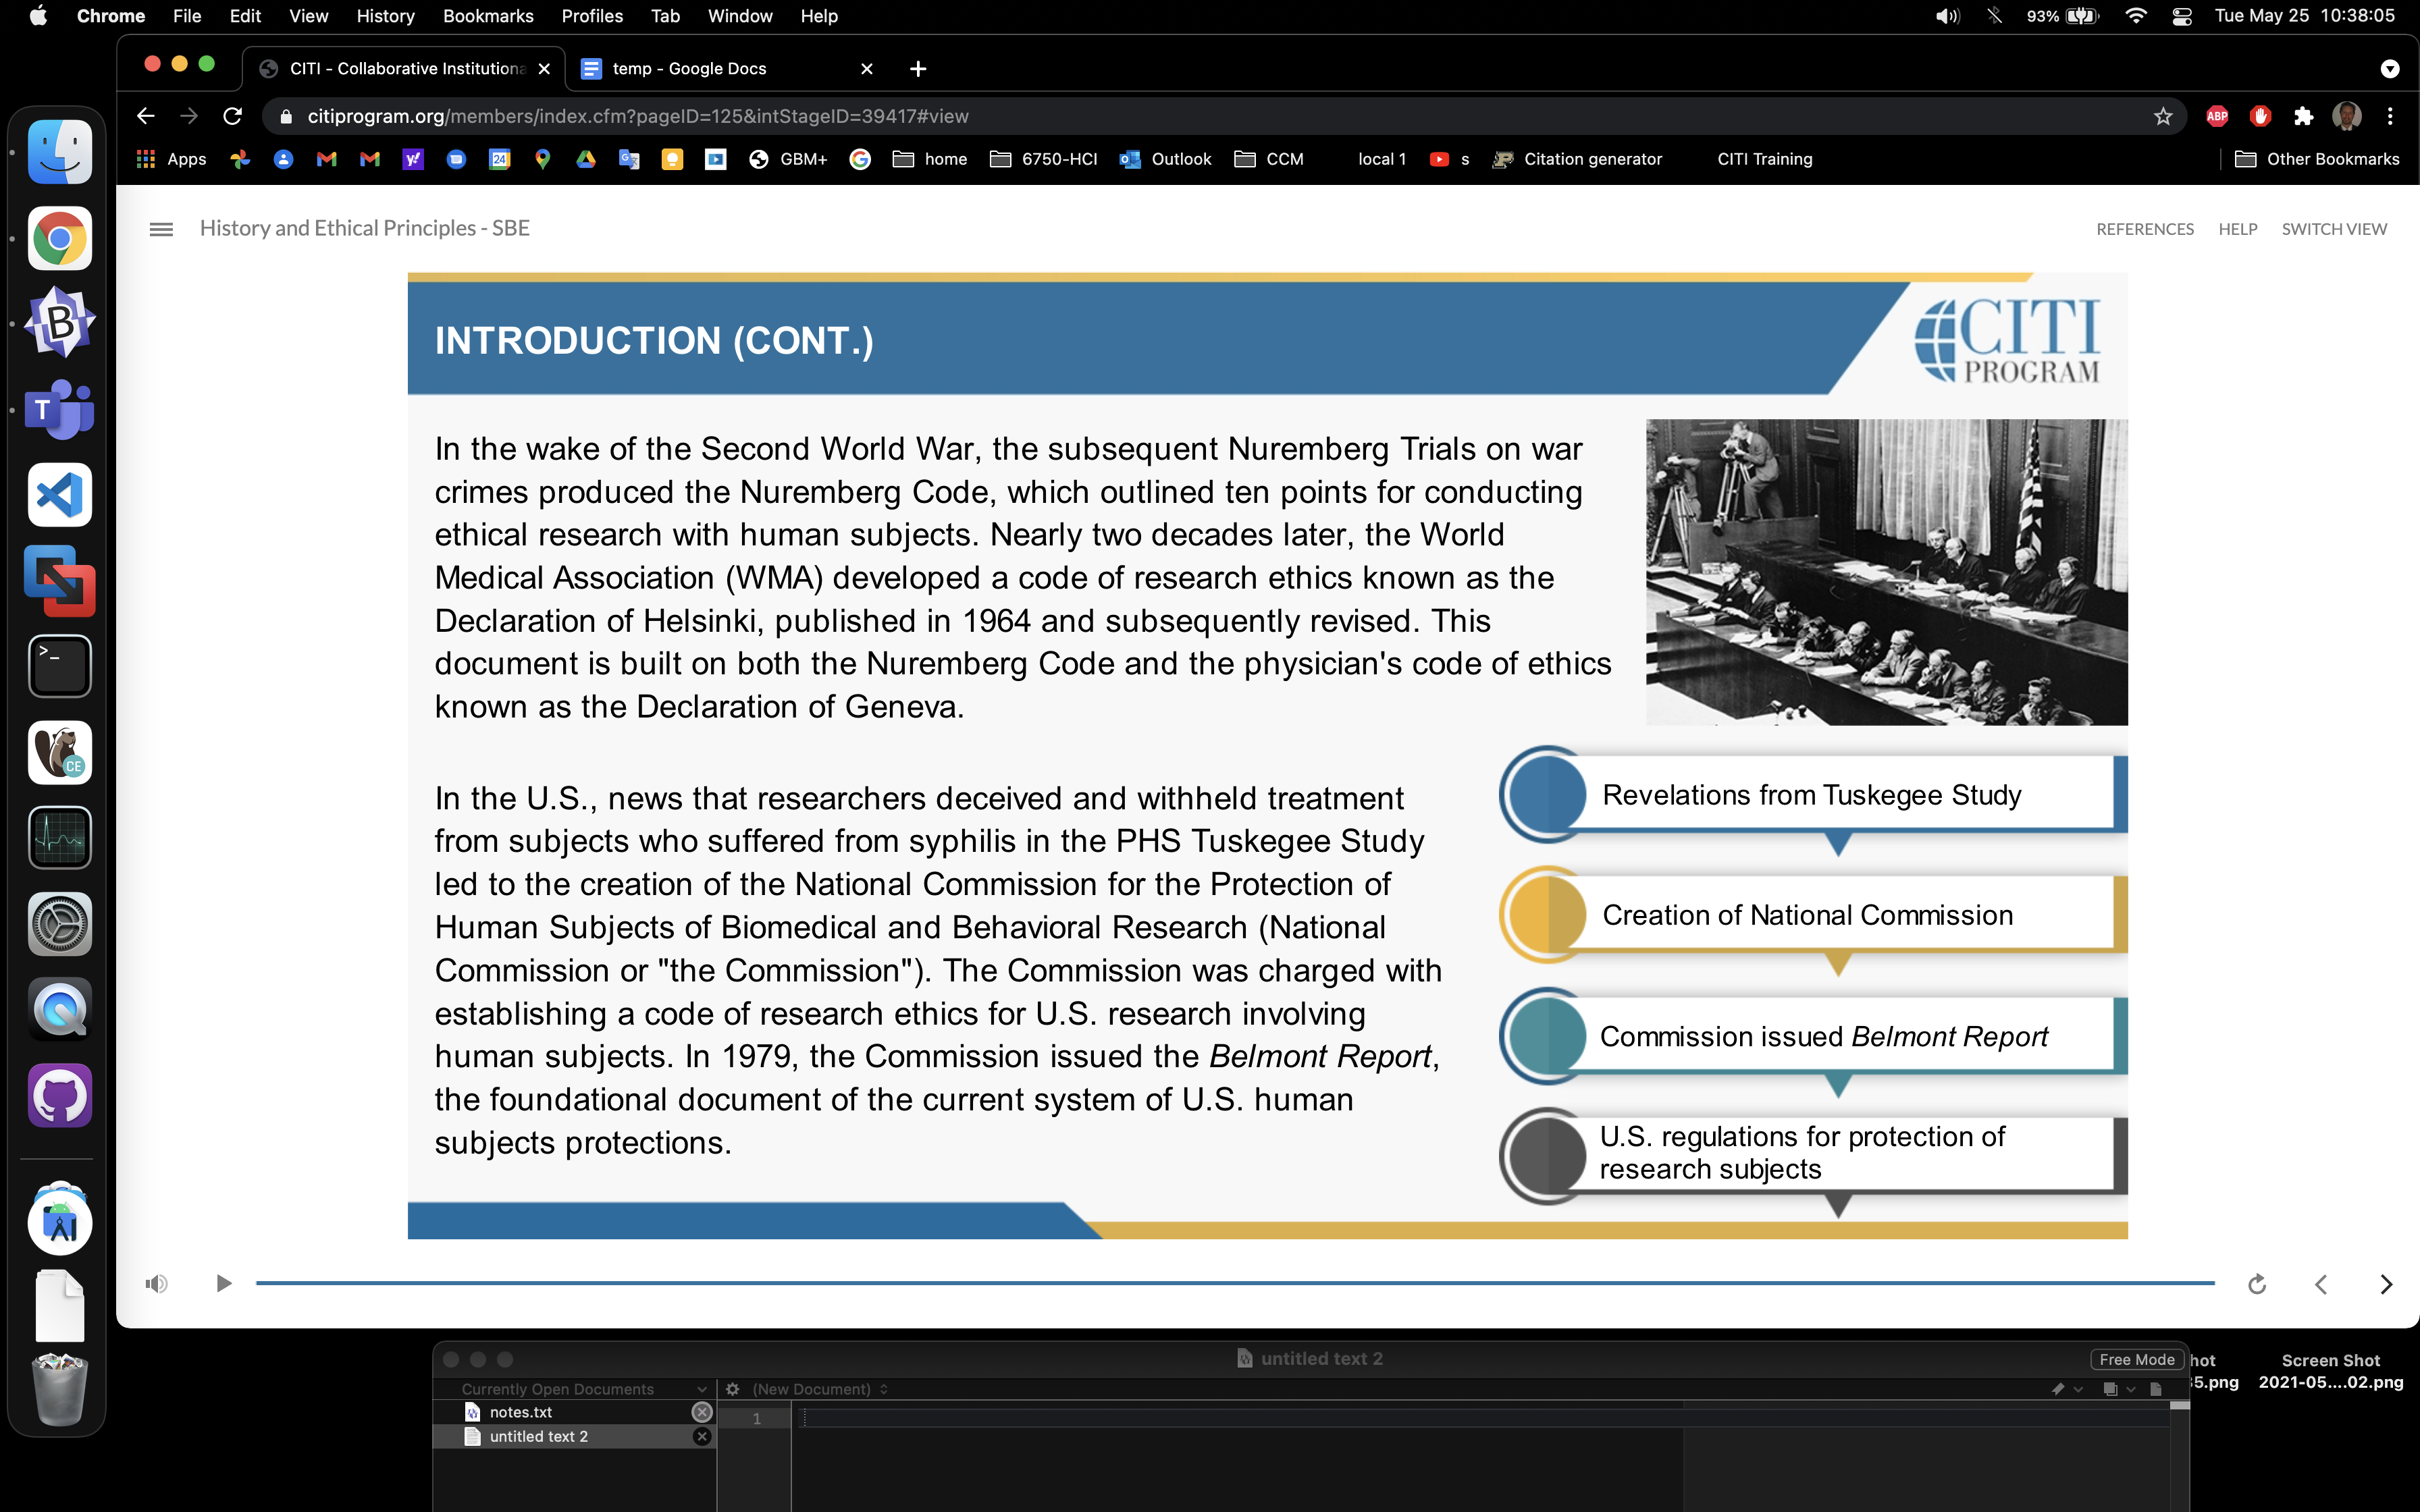 Chrome File Edit View History Bookmarks Profiles Tab Window Help 93% Tue May 25 10:38:05
CITI - Collaborative Institutiona temp - Google Docs
citiprogram.org/members/index.cfm?pageID=125&intStageID=39417#view ABP
Apps 24 GBM+ home 6750-HCI Outlook CCM local 1 s Citation generator CITI Training Other Bookmarks
History and Ethical Principles - SBE REFERENCES HELP SWITCH VIEW
INTRODUCTION (CONT.)
CITI
PROGRAM
In the wake of the Second World War, the subsequent Nuremberg Trials on war
crimes produced the Nuremberg Code, which outlined ten points for conducting
ethical research with human subjects. Nearly two decades later, the World
Medical Association (WMA) developed a code of research ethics known as the
Declaration of Helsinki, published in 1964 and subsequently revised. This
document is built on both the Nuremberg Code and the physician's code of ethics
known as the Declaration of Geneva.
In the U.S., news that researchers deceived and withheld treatment
from subjects who suffered from syphilis in the PHS Tuskegee Study
led to the creation of the National Commission for the Protection of
Human Subjects of Biomedical and Behavioral Research (National
Commission or "the Commission"). The Commission was charged with
establishing a code of research ethics for U.S. research involving
human subjects. In 1979, the Commission issued the Belmont Report,
the foundational document of the current system of U.S. human
subjects protections.
Revelations from Tuskegee Study
Creation of National Commission
Commission issued Belmont Report
U.S. regulations for protection of
research subjects
untitled text 2 Free Mode
Currently Open Documents (New Document)
notes.txt
untitled text 2
1
hot
5.png
Screen Shot
2021-05....02.png
B
T
>_
CE